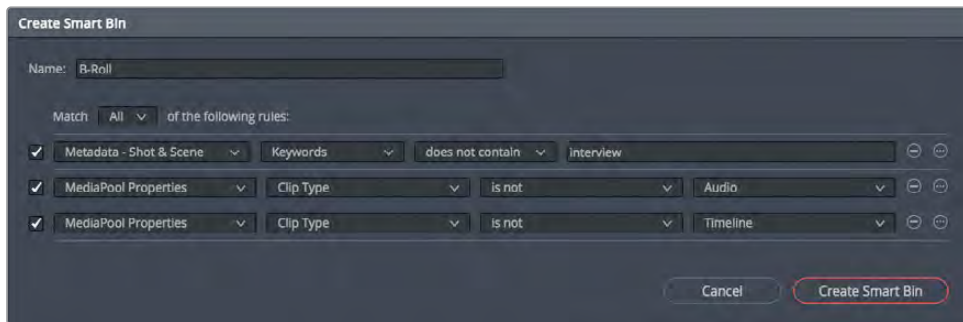 Create Smart Bin
Name: B-Roll
Match All of the following rules:
Metadata - Shot & Scene Keywords does not contain interview
MediaPool Properties Clip Type is not Audio
MediaPool Properties Clip Type is not Timeline
Cancel Create Smart Bin